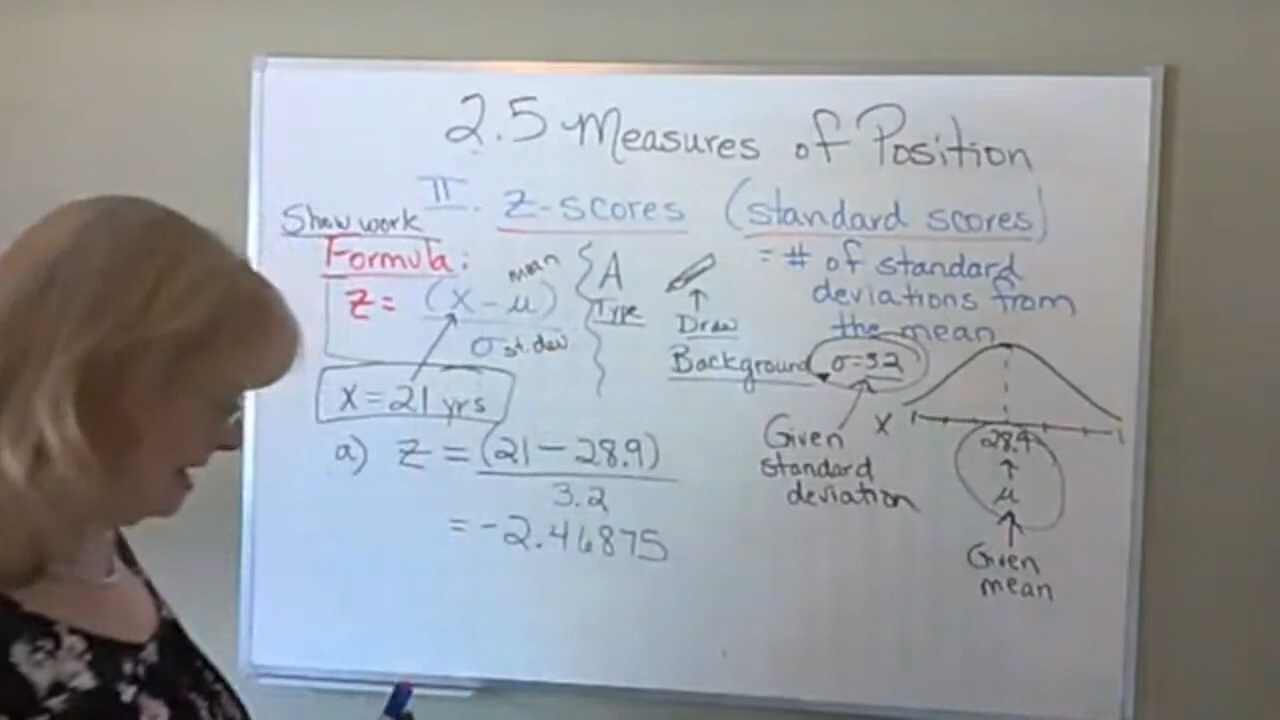 2.5 Measures of Position
II. z-scores (standard scores)
= # of standard
deviations from
the mean
Show work
Formula:
z = (x - μ)
mean
σ st. dev
A
Type
Draw
Background
σ=3.2
x = 21 yrs
a) z = (21 - 28.9)
3.2
= -2.46875
Given
standard
deviation
X
28.9
μ
Given
mean